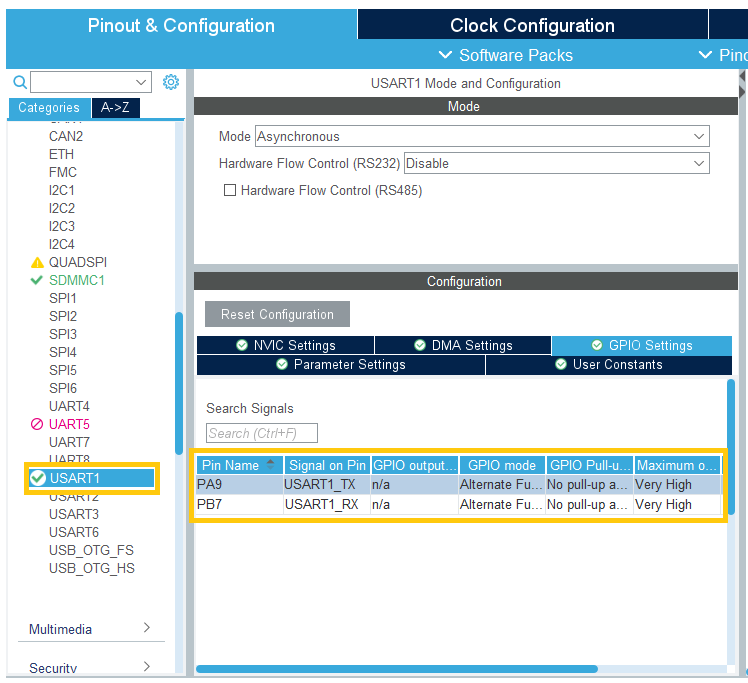 Pinout & Configuration
Clock Configuration
Software Packs
Pino
Categories
A->Z
CAN2
ETH
FMC
I2C1
I2C2
I2C3
I2C4
QUADSPI
SDMMC1
SPI1
SPI2
SPI3
SPI4
SPI5
SPI6
UART4
UART5
UART7
UART8
USART1
USART2
USART3
USART6
USB_OTG_FS
USB_OTG_HS
Multimedia
Security
USART1 Mode and Configuration
Mode
Mode Asynchronous
Hardware Flow Control (RS232) Disable
Hardware Flow Control (RS485)
Configuration
Reset Configuration
NVIC Settings
DMA Settings
GPIO Settings
Parameter Settings
User Constants
Search Signals
Search (Ctrl+F)
Pin Name Signal on Pin GPIO output... GPIO mode GPIO Pull-u... Maximum o...
PA9 USART1_TX n/a Alternate Fu... No pull-up a... Very High
PB7 USART1_RX n/a Alternate Fu... No pull-up a... Very High